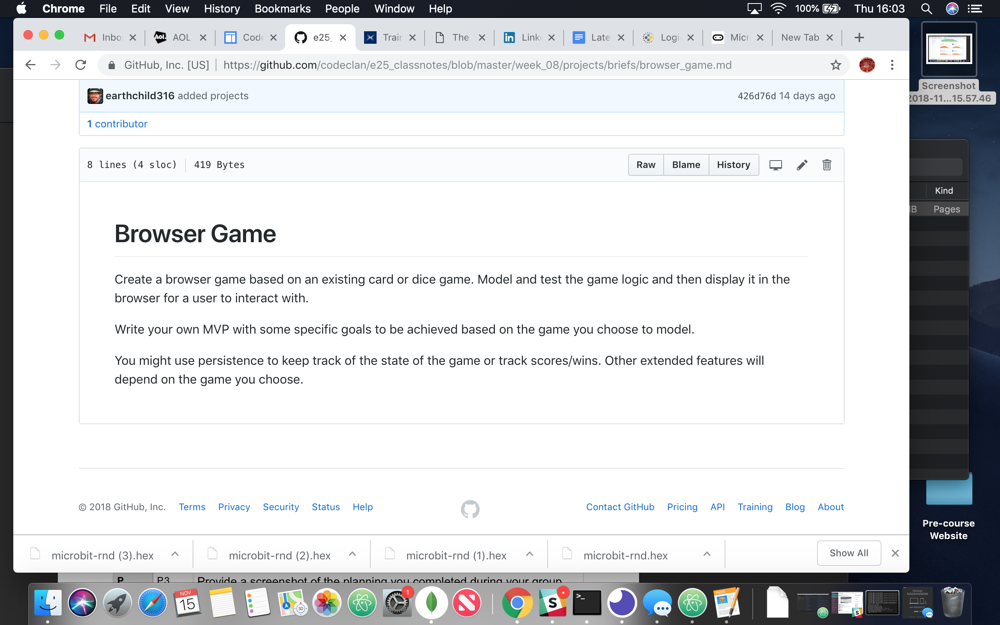 Chrome File Edit View History Bookmarks People Window Help 100% Thu 16:03
Inbo AOL Code e25_ Train The Link Late Logi Micr New Tab
GitHub, Inc. [US] https://github.com/codeclan/e25_classnotes/blob/master/week_08/projects/briefs/browser_game.md
Screenshot
2018-11...15.57.46
earthchild316 added projects 426d76d 14 days ago
1 contributor
8 lines (4 sloc) 419 Bytes Raw Blame History
Kind
Pages
Browser Game
Create a browser game based on an existing card or dice game. Model and test the game logic and then display it in the
browser for a user to interact with.
Write your own MVP with some specific goals to be achieved based on the game you choose to model.
You might use persistence to keep track of the state of the game or track scores/wins. Other extended features will
depend on the game you choose.
© 2018 GitHub, Inc. Terms Privacy Security Status Help Contact GitHub Pricing API Training Blog About
Pre-course
Website
microbit-rnd (3).hex microbit-rnd (2).hex microbit-rnd (1).hex microbit-rnd.hex Show All
P P3 Provide a screenshot of the planning you completed during your group
NOV
15
3D
1
S
PAGES